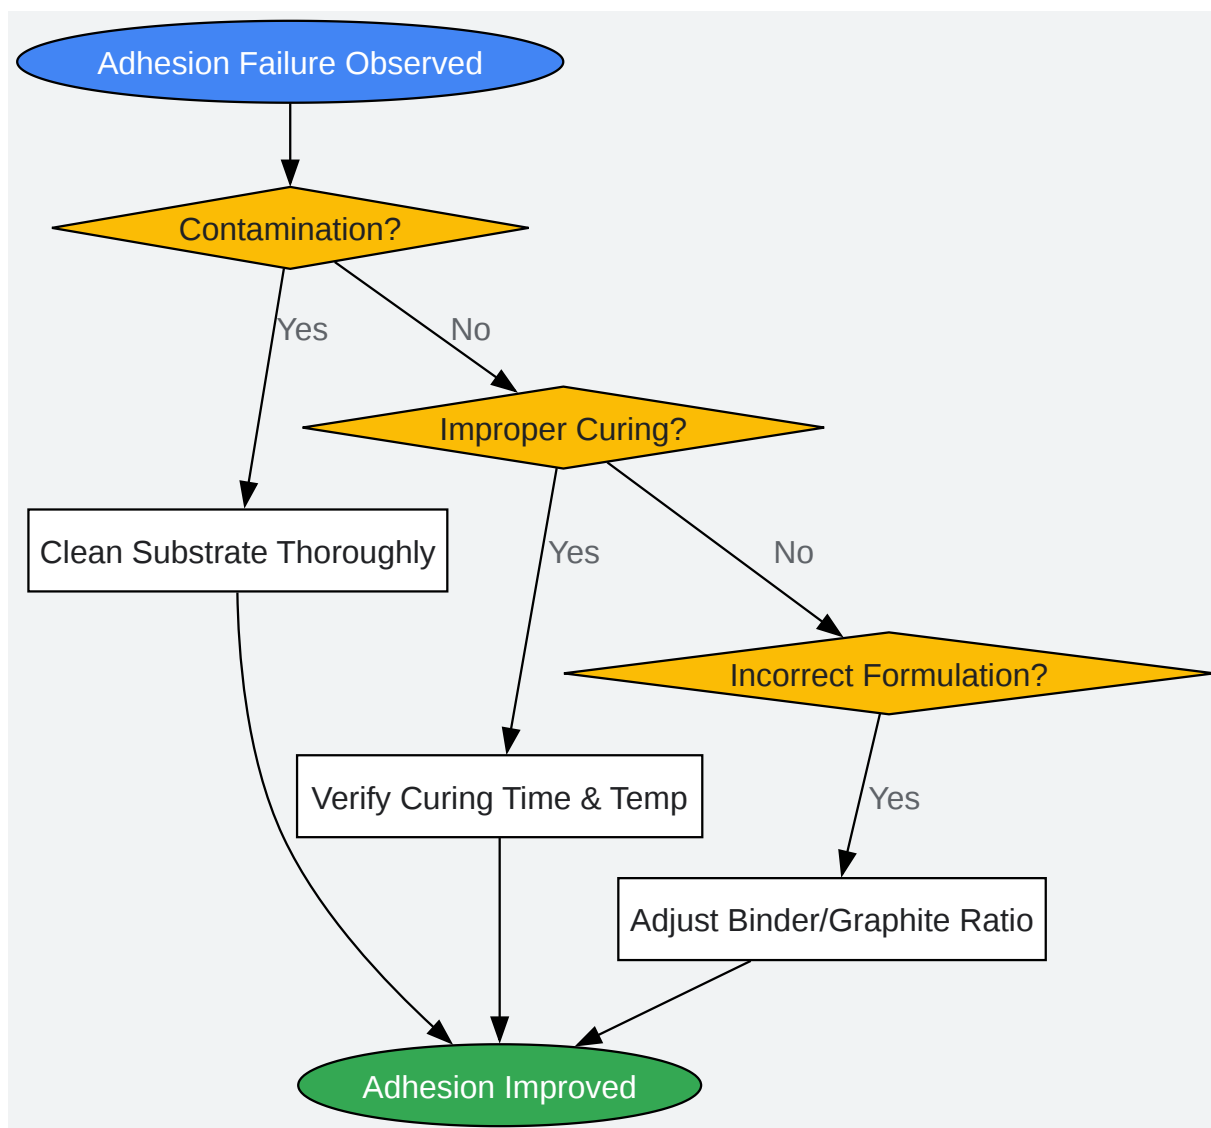 Adhesion Failure Observed
Contamination?
Yes
No
Improper Curing?
Clean Substrate Thoroughly
Yes
No
Incorrect Formulation?
Verify Curing Time & Temp
Yes
Adjust Binder/Graphite Ratio
Adhesion Improved